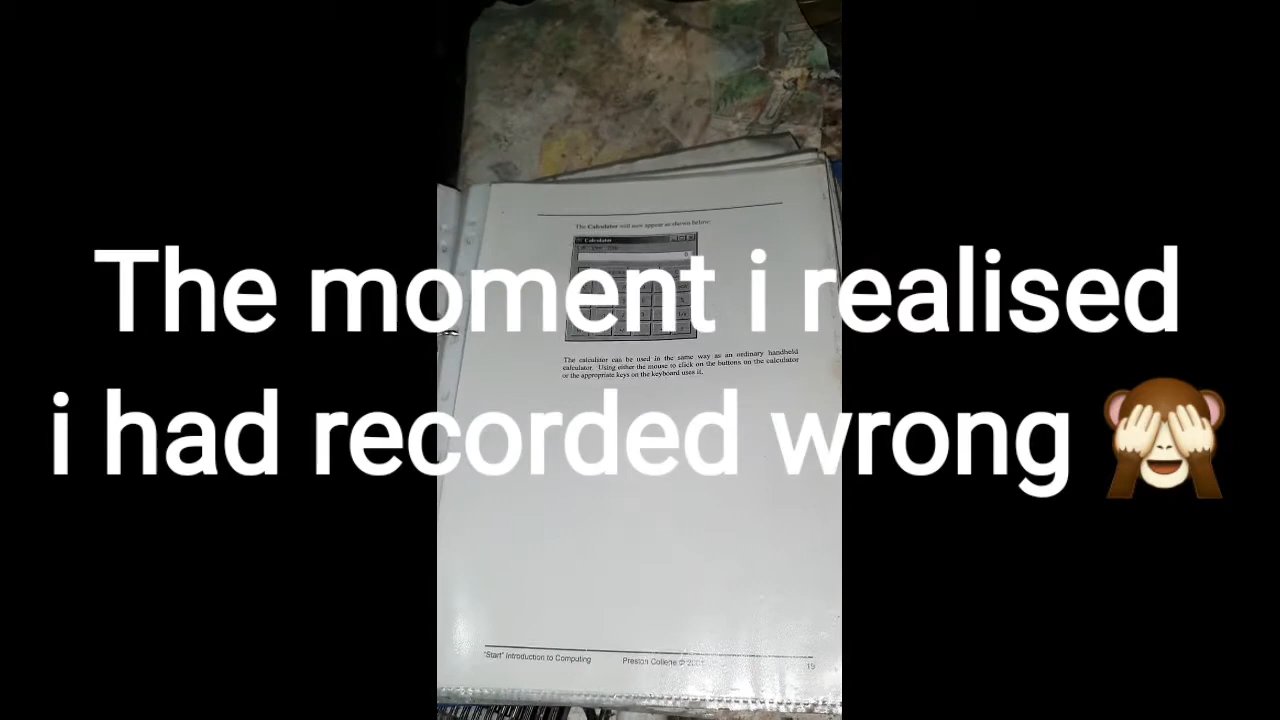 The Calculator will now appear as shown below:
Calculator
The moment i realised
i had recorded wrong 🙈
The calculator can be used in the same way as an ordinary handheld
calculator. Using either the mouse to click on the buttons on the calculator
or the appropriate keys on the keyboard uses it.
"Start" Introduction to Computing
Preston College ©
19